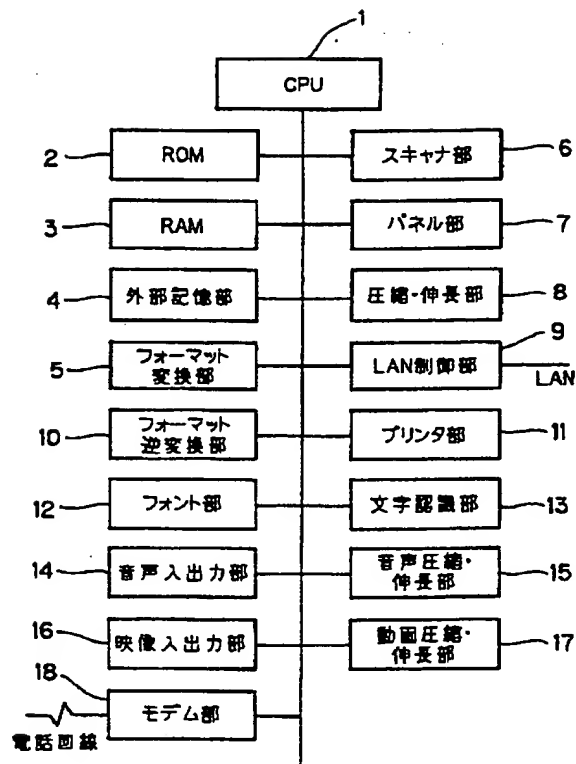 1
CPU
2
ROM
スキャナ部
6
3
RAM
パネル部
7
4
外部記憶部
圧縮・伸長部
8
9
5
フォーマット
変換部
LAN制御部
LAN
10
フォーマット
逆変換部
プリンタ部
11
12
フォント部
文字認識部
13
14
音声入出力部
音声圧縮・
伸長部
15
16
映像入出力部
動画圧縮・
伸長部
17
18
モデム部
電話回線